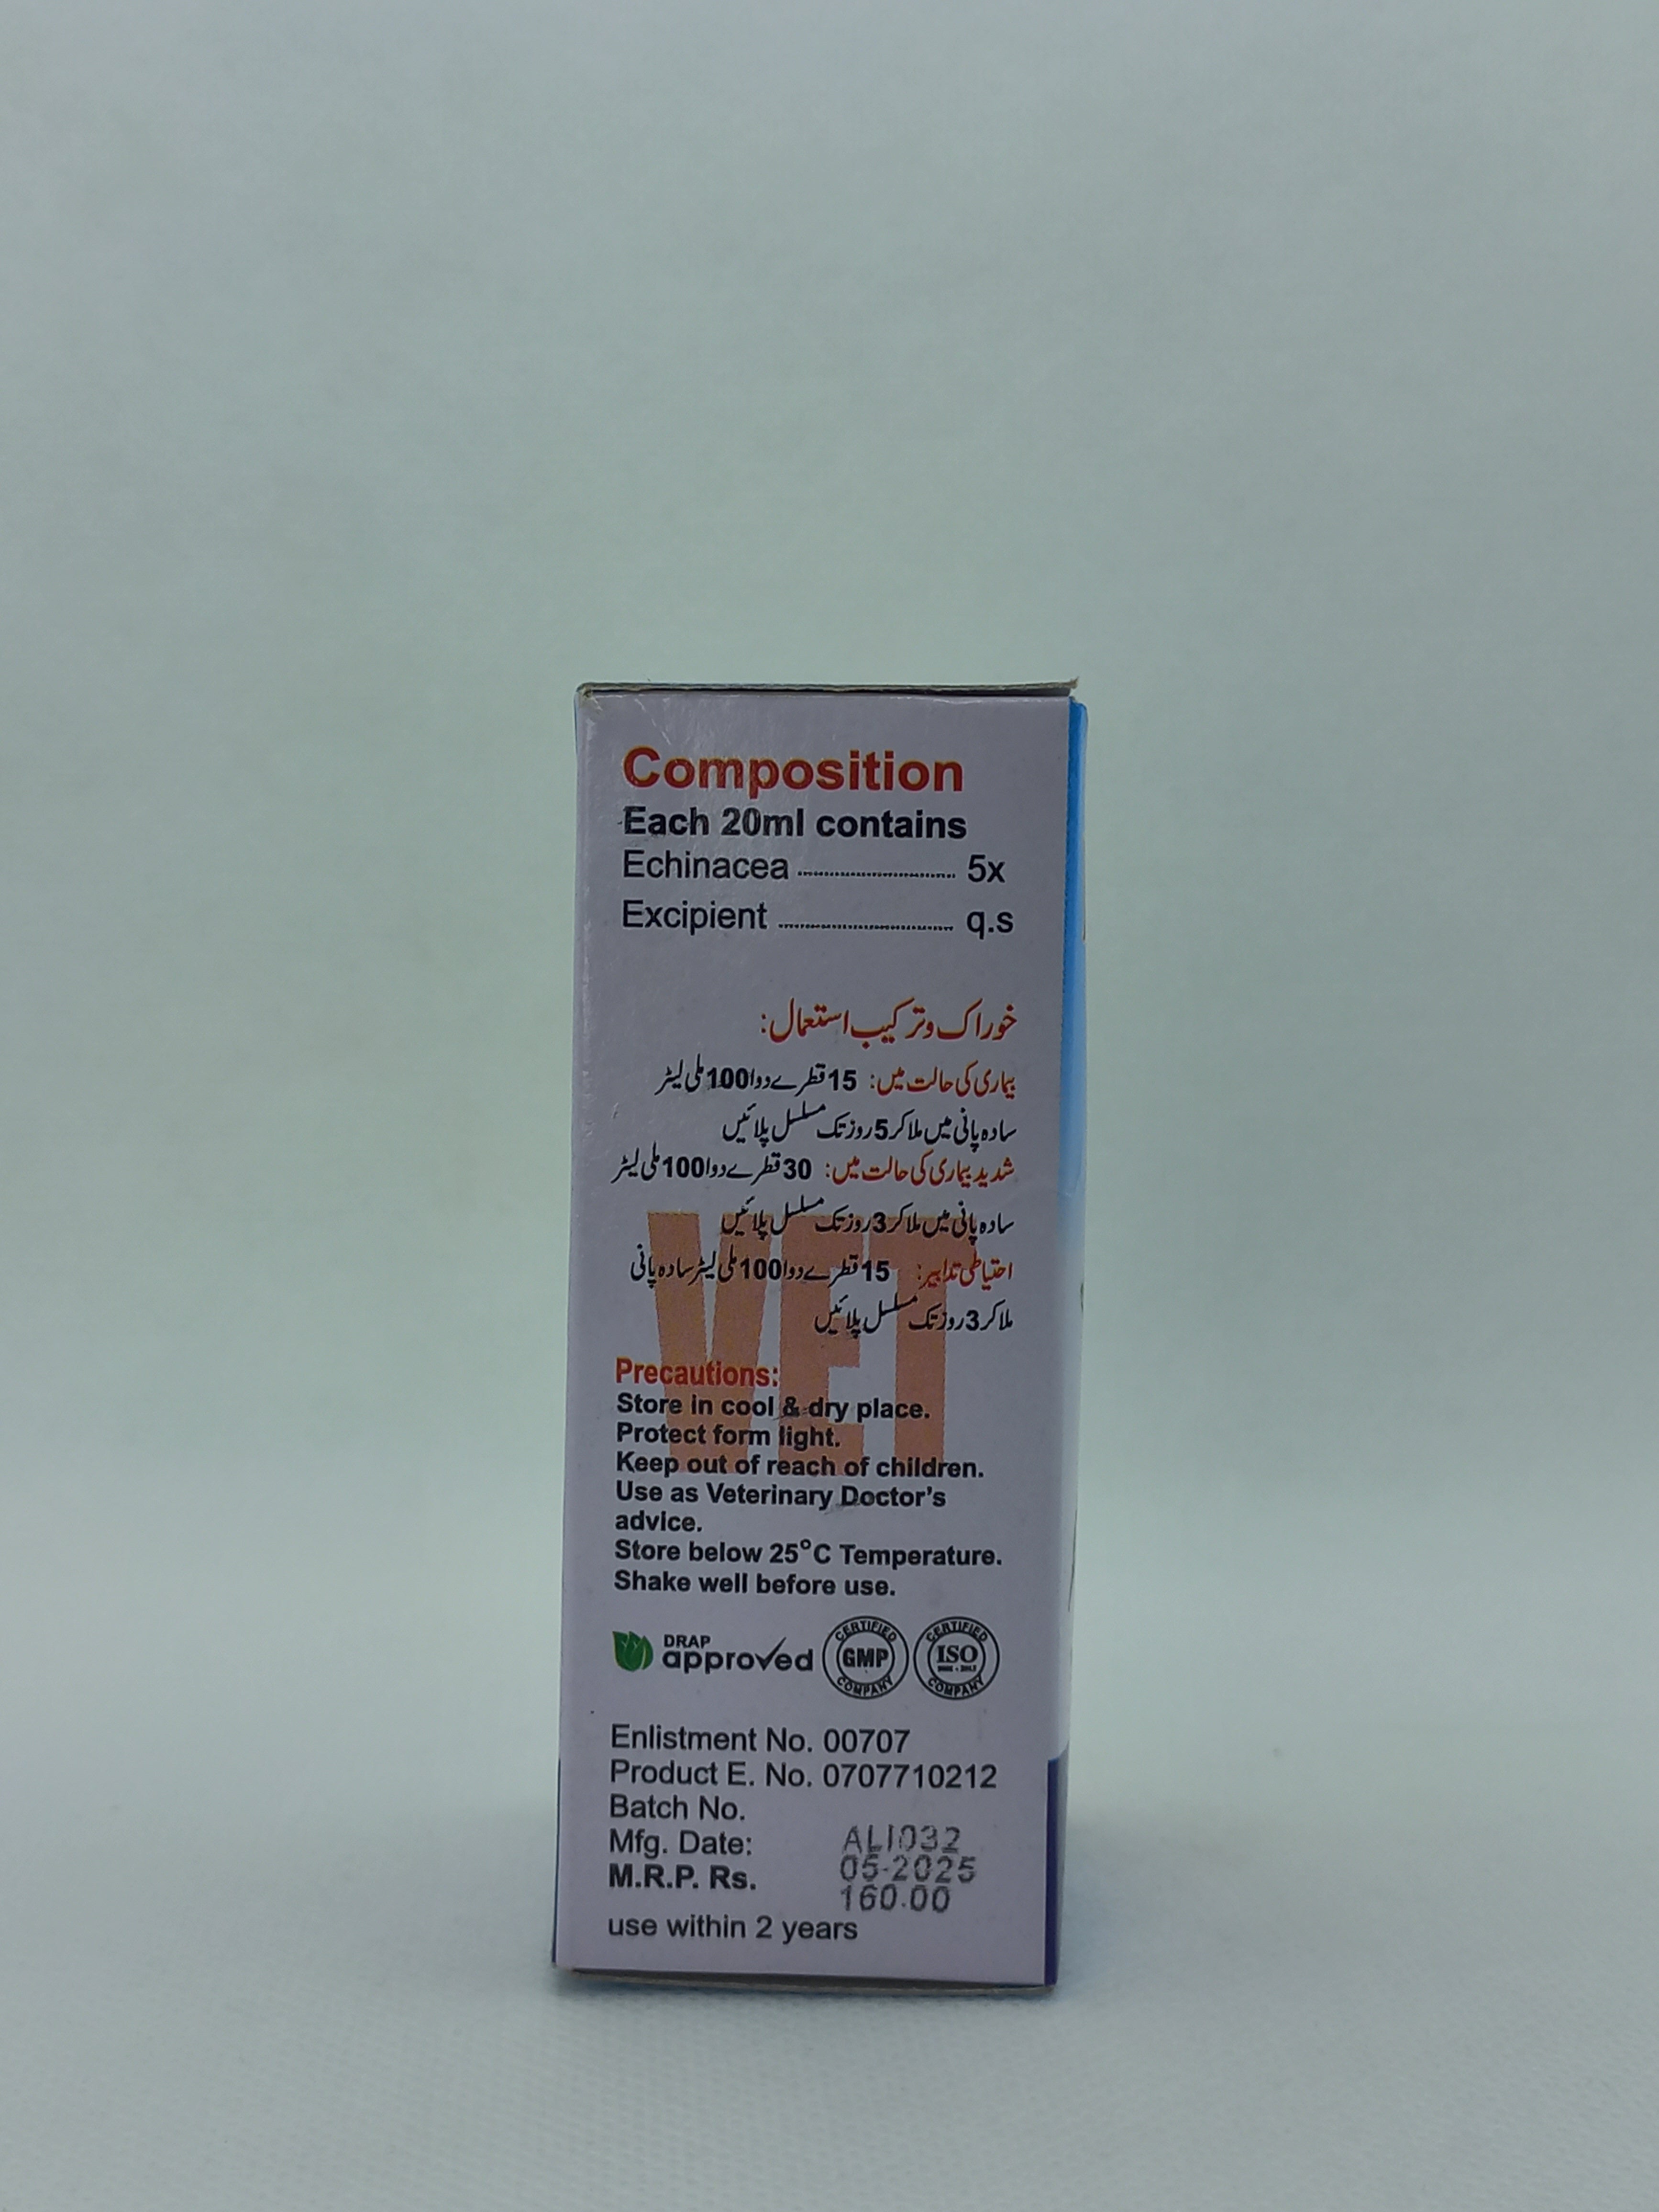 Composition
Each 20ml contains
Echinacea .......................... 5x
Excipient ............................. q.s
خوراک وترکیب استعمال:
بیماری کی حالت میں: 15 قطرے دوا 100 ملی لیٹر
سادہ پانی میں ملا کر 5 روز تک مسلسل پلائیں
شدید بیماری کی حالت میں: 30 قطرے دوا 100 ملی لیٹر
سادہ پانی میں ملا کر 3 روز تک مسلسل پلائیں
احتیاطی تدابیر: 15 قطرے دوا 100 ملی لیٹر سادہ پانی
ملا کر 3 روز تک مسلسل پلائیں
VET
Precautions:
Store in cool & dry place.
Protect form light.
Keep out of reach of children.
Use as Veterinary Doctor's
advice.
Store below 25°C Temperature.
Shake well before use.
DRAP
approved
CERTIFIED
GMP
COMPANY
CERTIFIED
ISO
COMPANY
Enlistment No. 00707
Product E. No. 0707710212
Batch No.
Mfg. Date: ALI032
M.R.P. Rs. 05-2025
160.00
use within 2 years